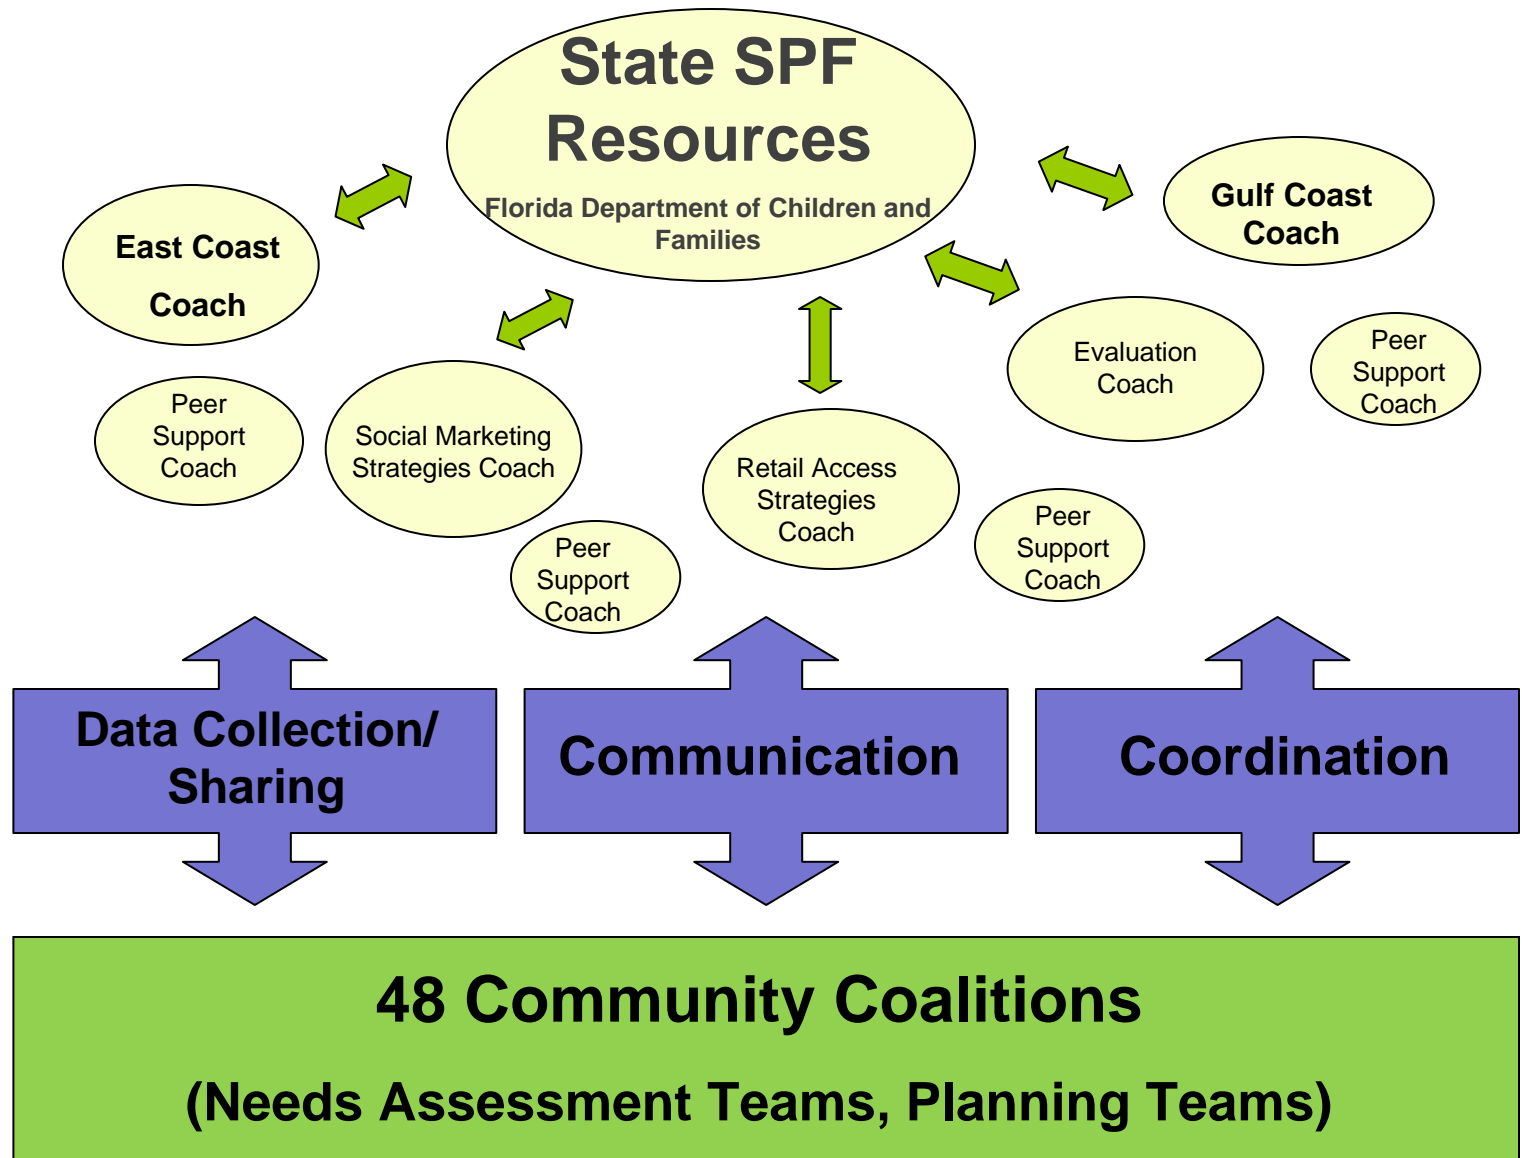 State SPF
Resources
Florida Department of Children and
Families
East Coast
Coach
Gulf Coast
Coach
Peer
Support
Coach
Social Marketing
Strategies Coach
Peer
Support
Coach
Retail Access
Strategies
Coach
Peer
Support
Coach
Evaluation
Coach
Peer
Support
Coach
Data Collection/
Sharing
Communication
Coordination
48 Community Coalitions
(Needs Assessment Teams, Planning Teams)